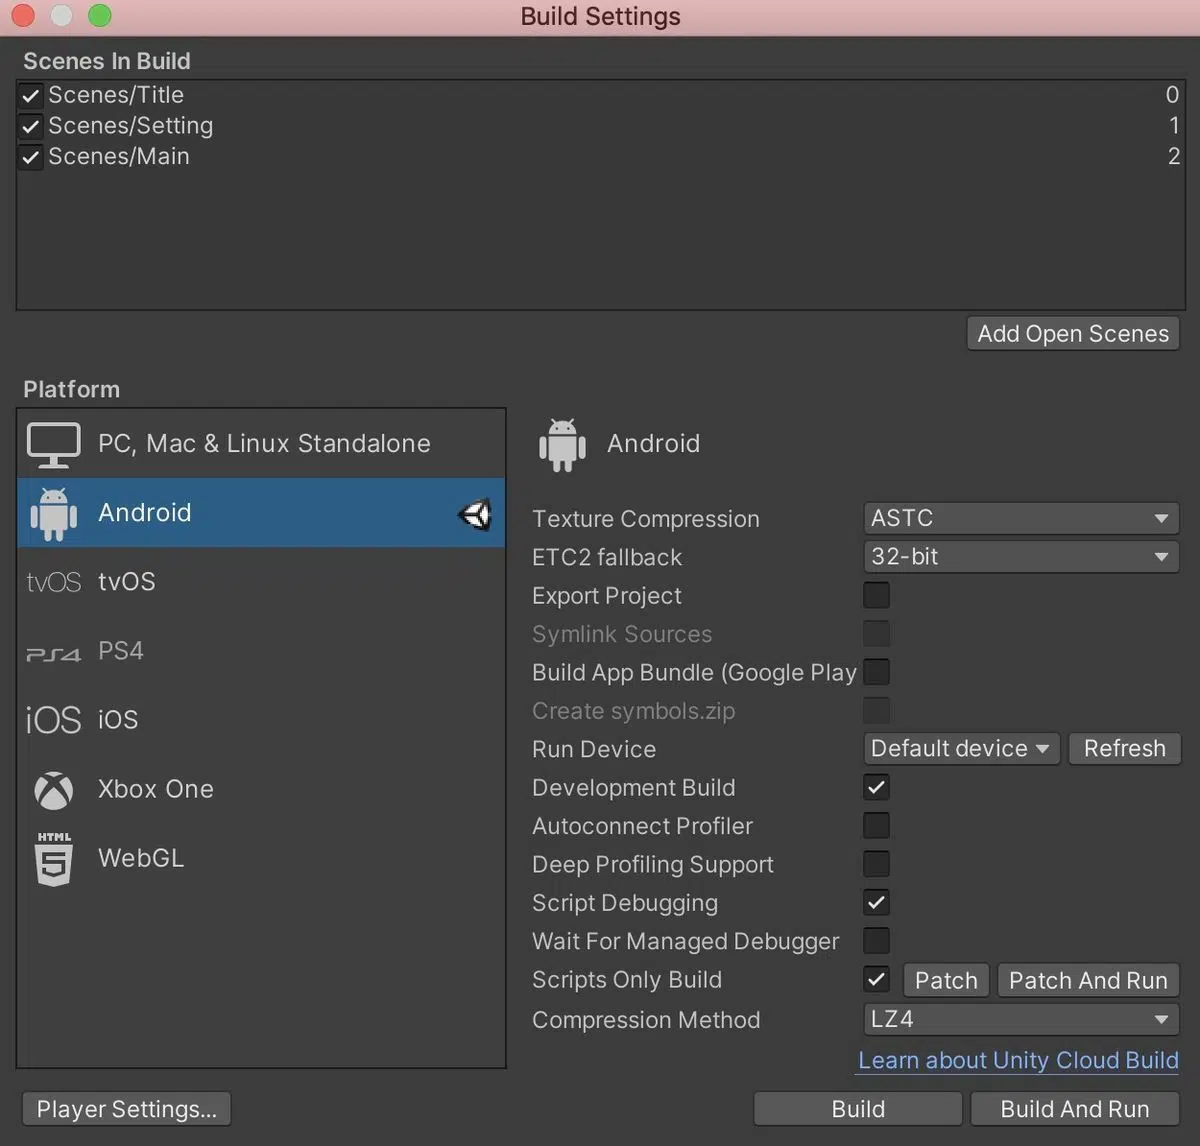 Build Settings
Scenes In Build
Scenes/Title 0
Scenes/Setting 1
Scenes/Main 2
Add Open Scenes
Platform
PC, Mac & Linux Standalone
Android
tvOS tvOS
PS4 PS4
iOS iOS
Xbox One
HTML 5 WebGL
Android
Texture Compression ASTC
ETC2 fallback 32-bit
Export Project
Symlink Sources
Build App Bundle (Google Play
Create symbols.zip
Run Device Default device Refresh
Development Build
Autoconnect Profiler
Deep Profiling Support
Script Debugging
Wait For Managed Debugger
Scripts Only Build Patch Patch And Run
Compression Method LZ4
Learn about Unity Cloud Build
Player Settings... Build Build And Run